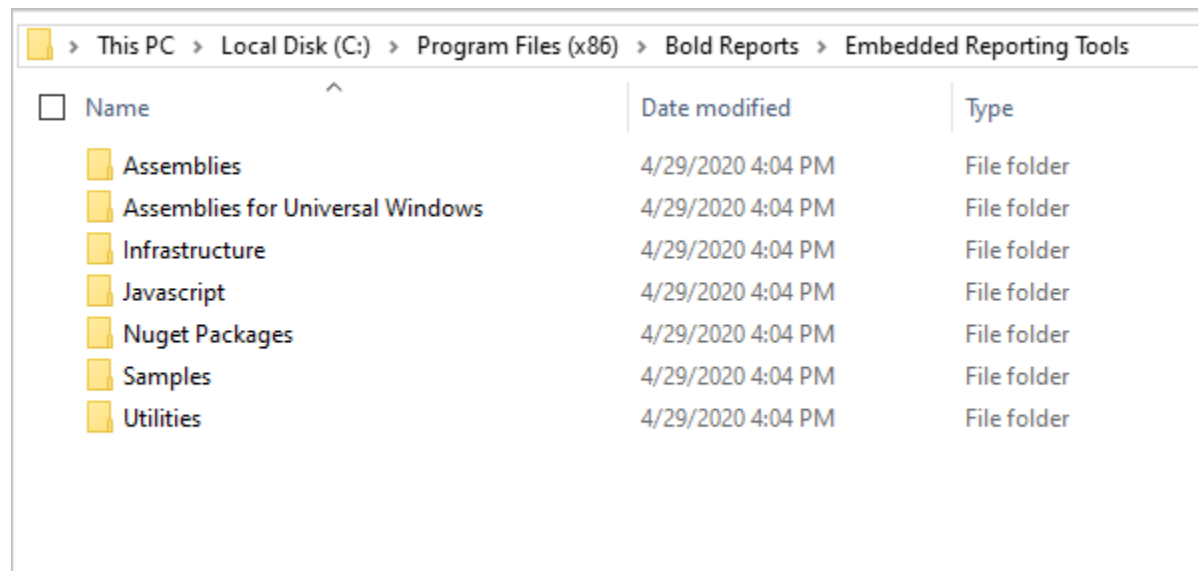 This PC > Local Disk (C:) > Program Files (x86) > Bold Reports > Embedded Reporting Tools
Name Date modified Type
Assemblies 4/29/2020 4:04 PM File folder
Assemblies for Universal Windows 4/29/2020 4:04 PM File folder
Infrastructure 4/29/2020 4:04 PM File folder
Javascript 4/29/2020 4:04 PM File folder
Nuget Packages 4/29/2020 4:04 PM File folder
Samples 4/29/2020 4:04 PM File folder
Utilities 4/29/2020 4:04 PM File folder